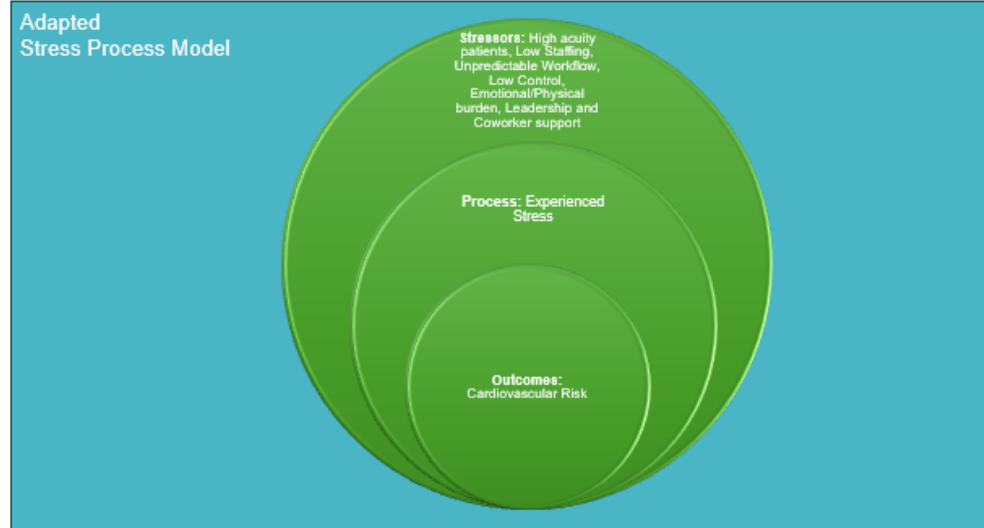 Adapted
Stress Process Model
Stressors: High acuity
patients, Low Staffing,
Unpredictable Workflow,
Low Control,
Emotional/Physical
burden, Leadership and
Coworker support
Process: Experienced
Stress
Outcomes:
Cardiovascular Risk